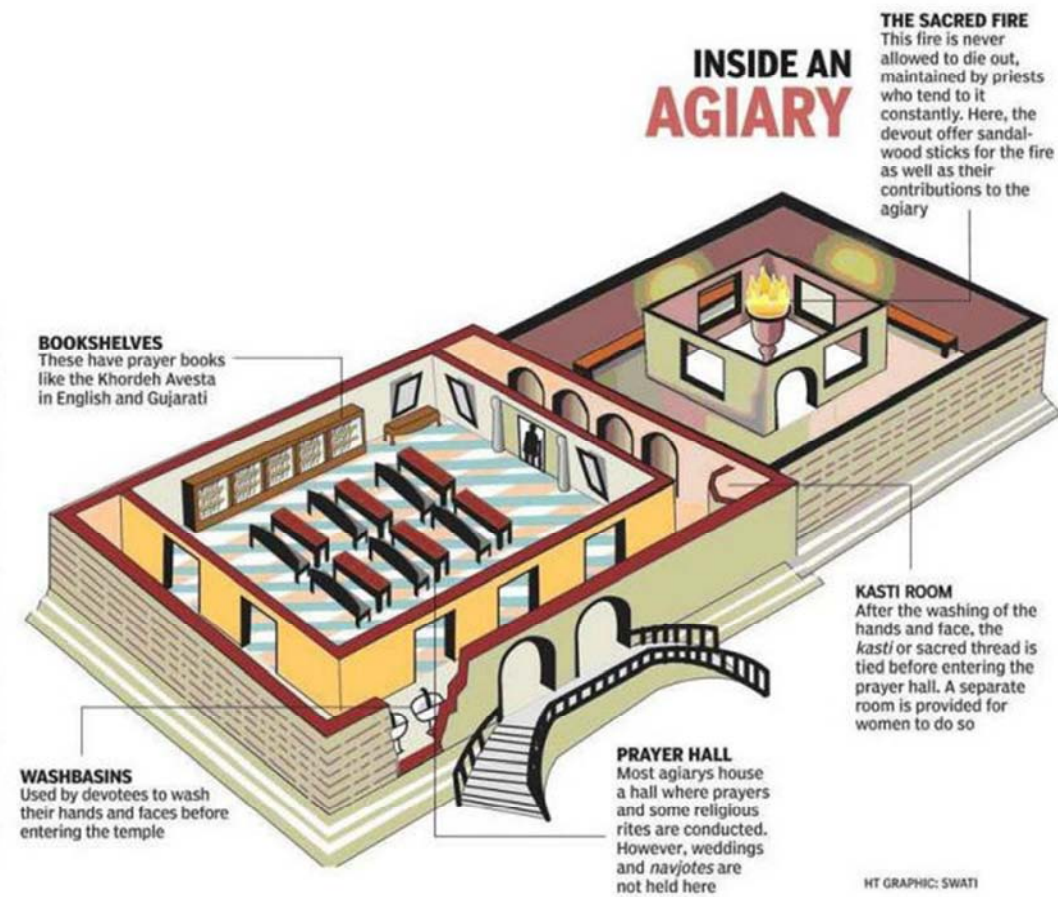 INSIDE AN
AGIARY
THE SACRED FIRE
This fire is never
allowed to die out,
maintained by priests
who tend to it
constantly. Here, the
devout offer sandal-
wood sticks for the fire
as well as their
contributions to the
agiary
BOOKSHELVES
These have prayer books
like the Khordeh Avesta
in English and Gujarati
KASTI ROOM
After the washing of the
hands and face, the
kasti or sacred thread is
tied before entering the
prayer hall. A separate
room is provided for
women to do so
WASHBASINS
Used by devotees to wash
their hands and faces before
entering the temple
PRAYER HALL
Most agiarys house
a hall where prayers
and some religious
rites are conducted.
However, weddings
and navjotes are
not held here
HT GRAPHIC: SWATI